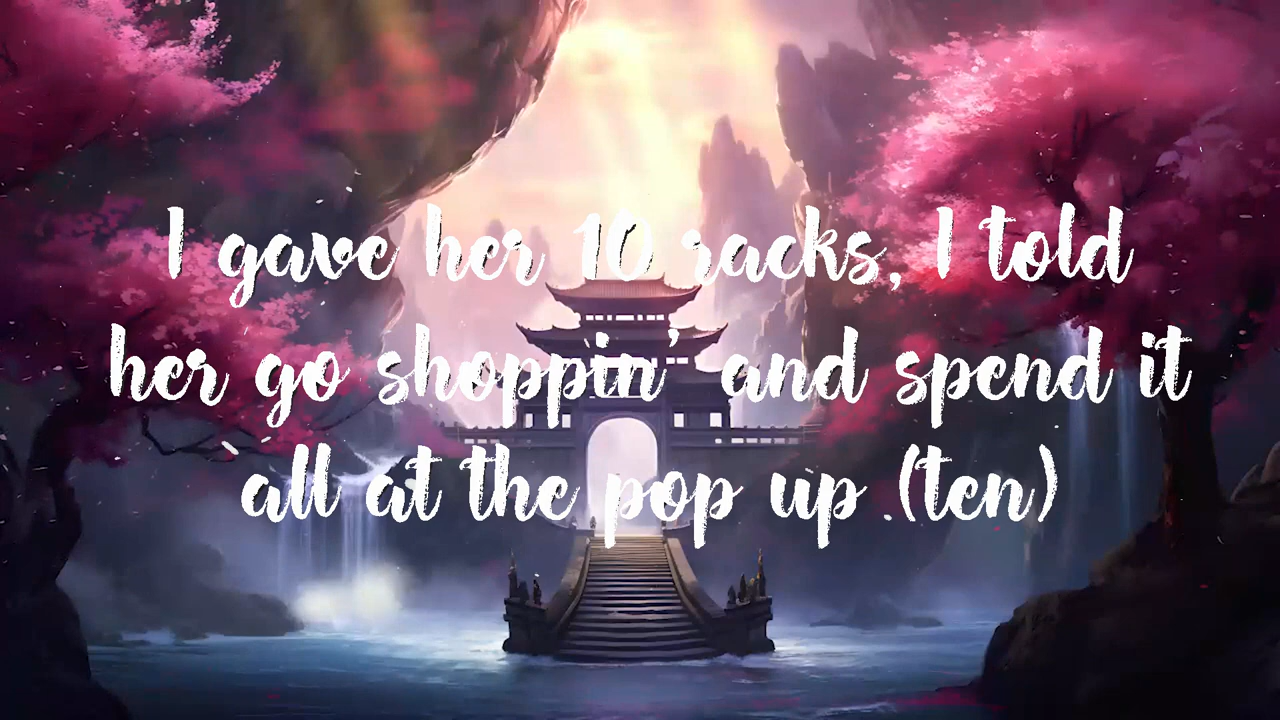 I gave her 10 racks, I told
her go shoppin' and spend it
all at the pop up (ten)